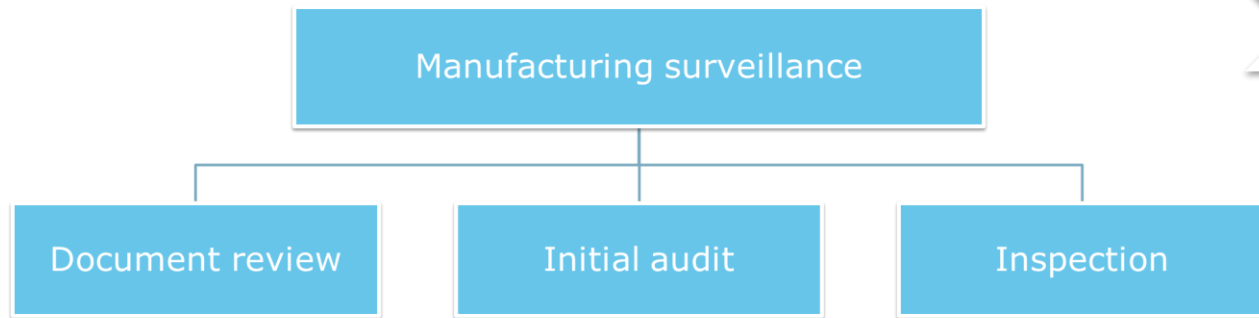 Manufacturing surveillance
Document review
Initial audit
Inspection